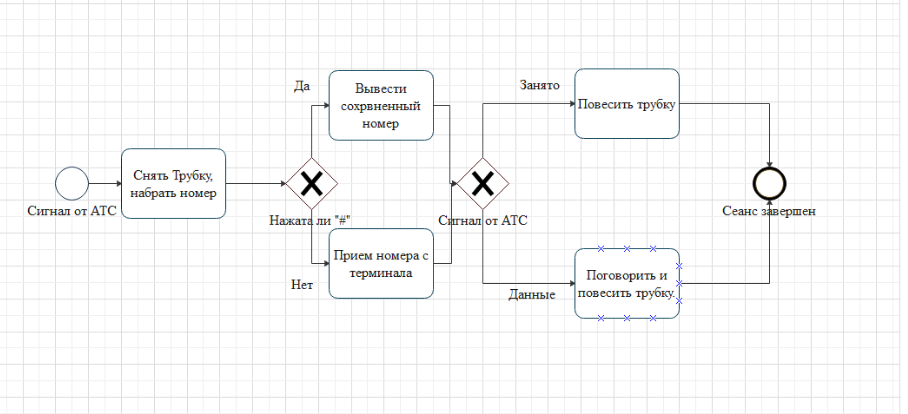 Сигнал от АТС
Снять Трубку,
набрать номер
Нажата ли "#"
Да
Вывести
сохрвненный
номер
Нет
Прием номера с
терминала
Сигнал от АТС
Занято
Повесить трубку
Данные
Поговорить и
повесить трубку.
Сеанс завершен